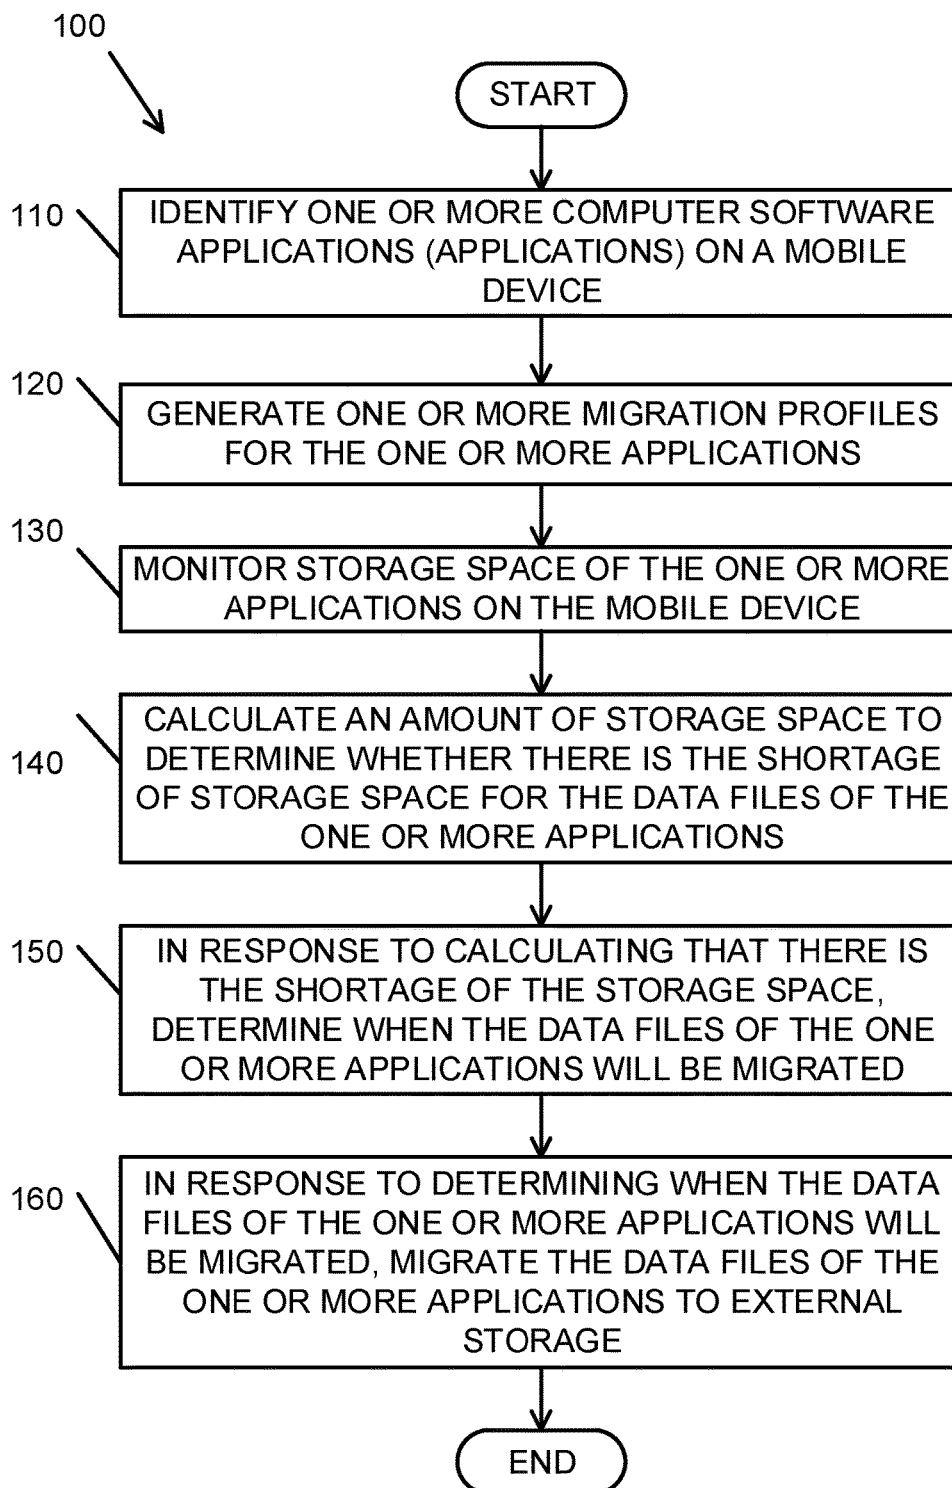 100
START
110
IDENTIFY ONE OR MORE COMPUTER SOFTWARE
APPLICATIONS (APPLICATIONS) ON A MOBILE
DEVICE
120
GENERATE ONE OR MORE MIGRATION PROFILES
FOR THE ONE OR MORE APPLICATIONS
130
MONITOR STORAGE SPACE OF THE ONE OR MORE
APPLICATIONS ON THE MOBILE DEVICE
140
CALCULATE AN AMOUNT OF STORAGE SPACE TO
DETERMINE WHETHER THERE IS THE SHORTAGE
OF STORAGE SPACE FOR THE DATA FILES OF THE
ONE OR MORE APPLICATIONS
150
IN RESPONSE TO CALCULATING THAT THERE IS
THE SHORTAGE OF THE STORAGE SPACE,
DETERMINE WHEN THE DATA FILES OF THE ONE
OR MORE APPLICATIONS WILL BE MIGRATED
160
IN RESPONSE TO DETERMINING WHEN THE DATA
FILES OF THE ONE OR MORE APPLICATIONS WILL
BE MIGRATED, MIGRATE THE DATA FILES OF THE
ONE OR MORE APPLICATIONS TO EXTERNAL
STORAGE
END